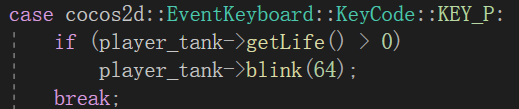 case cocos2d::EventKeyboard::KeyCode::KEY_P:
    if (player_tank->getLife() > 0)
        player_tank->blink(64);
    break;